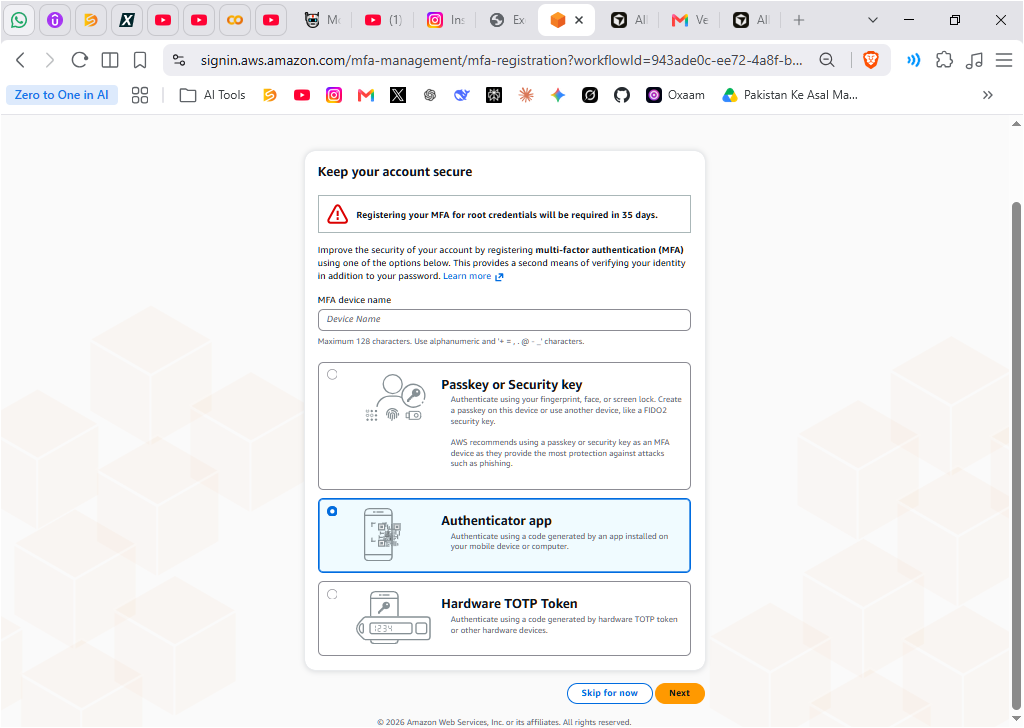 Mo
(1)
Ins
Ex
All
Ve
All
signin.aws.amazon.com/mfa-management/mfa-registration?workflowId=943ade0c-ee72-4a8f-b...
Zero to One in AI
AI Tools
Oxaam
Pakistan Ke Asal Ma...
Keep your account secure
Registering your MFA for root credentials will be required in 35 days.
Improve the security of your account by registering multi-factor authentication (MFA)
using one of the options below. This provides a second means of verifying your identity
in addition to your password. Learn more
MFA device name
Device Name
Maximum 128 characters. Use alphanumeric and '+ = , . @ - _' characters.
Passkey or Security key
Authenticate using your fingerprint, face, or screen lock. Create
a passkey on this device or use another device, like a FIDO2
security key.
AWS recommends using a passkey or security key as an MFA
device as they provide the most protection against attacks
such as phishing.
Authenticator app
Authenticate using a code generated by an app installed on
your mobile device or computer.
Hardware TOTP Token
1234
Authenticate using a code generated by hardware TOTP token
or other hardware devices.
Skip for now
Next
© 2026 Amazon Web Services, Inc. or its affiliates. All rights reserved.